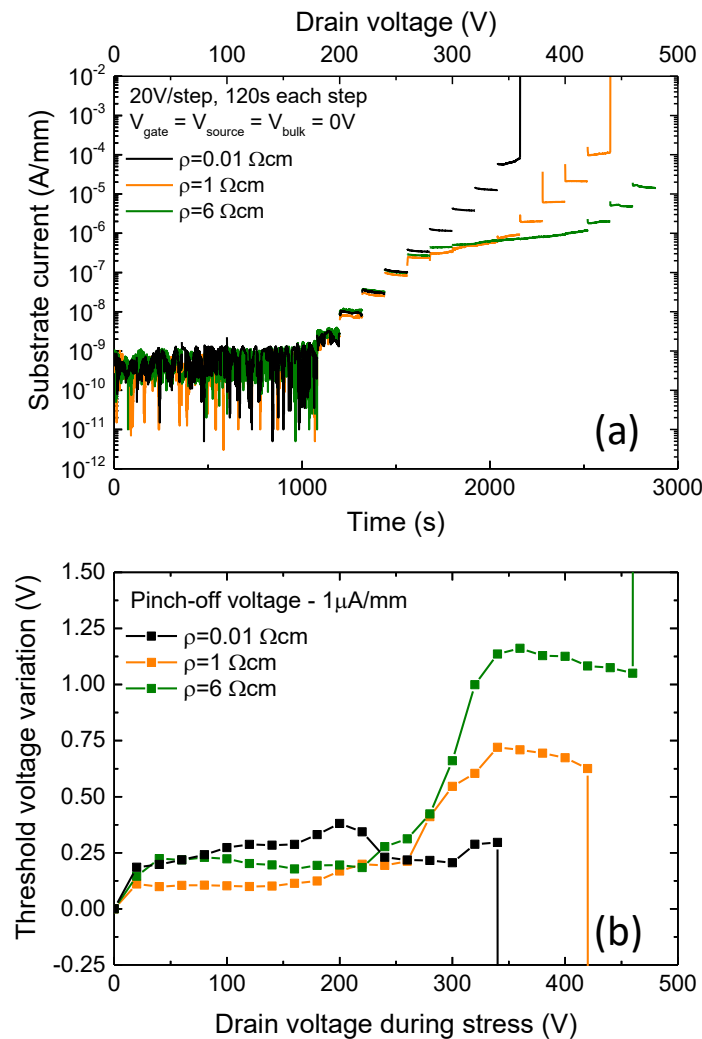 Drain voltage (V)
0 100 200 300 400 500
10⁻²
10⁻³
10⁻⁴
10⁻⁵
10⁻⁶
10⁻⁷
10⁻⁸
10⁻⁹
10⁻¹⁰
10⁻¹¹
10⁻¹²
Substrate current (A/mm)
20V/step, 120s each step
V_gate = V_source = V_bulk = 0V
ρ=0.01 Ωcm
ρ=1 Ωcm
ρ=6 Ωcm
(a)
0 1000 2000 3000
Time (s)
1.50
1.25
1.00
0.75
0.50
0.25
0.00
-0.25
Threshold voltage variation (V)
Pinch-off voltage - 1μA/mm
ρ=0.01 Ωcm
ρ=1 Ωcm
ρ=6 Ωcm
(b)
0 100 200 300 400 500
Drain voltage during stress (V)